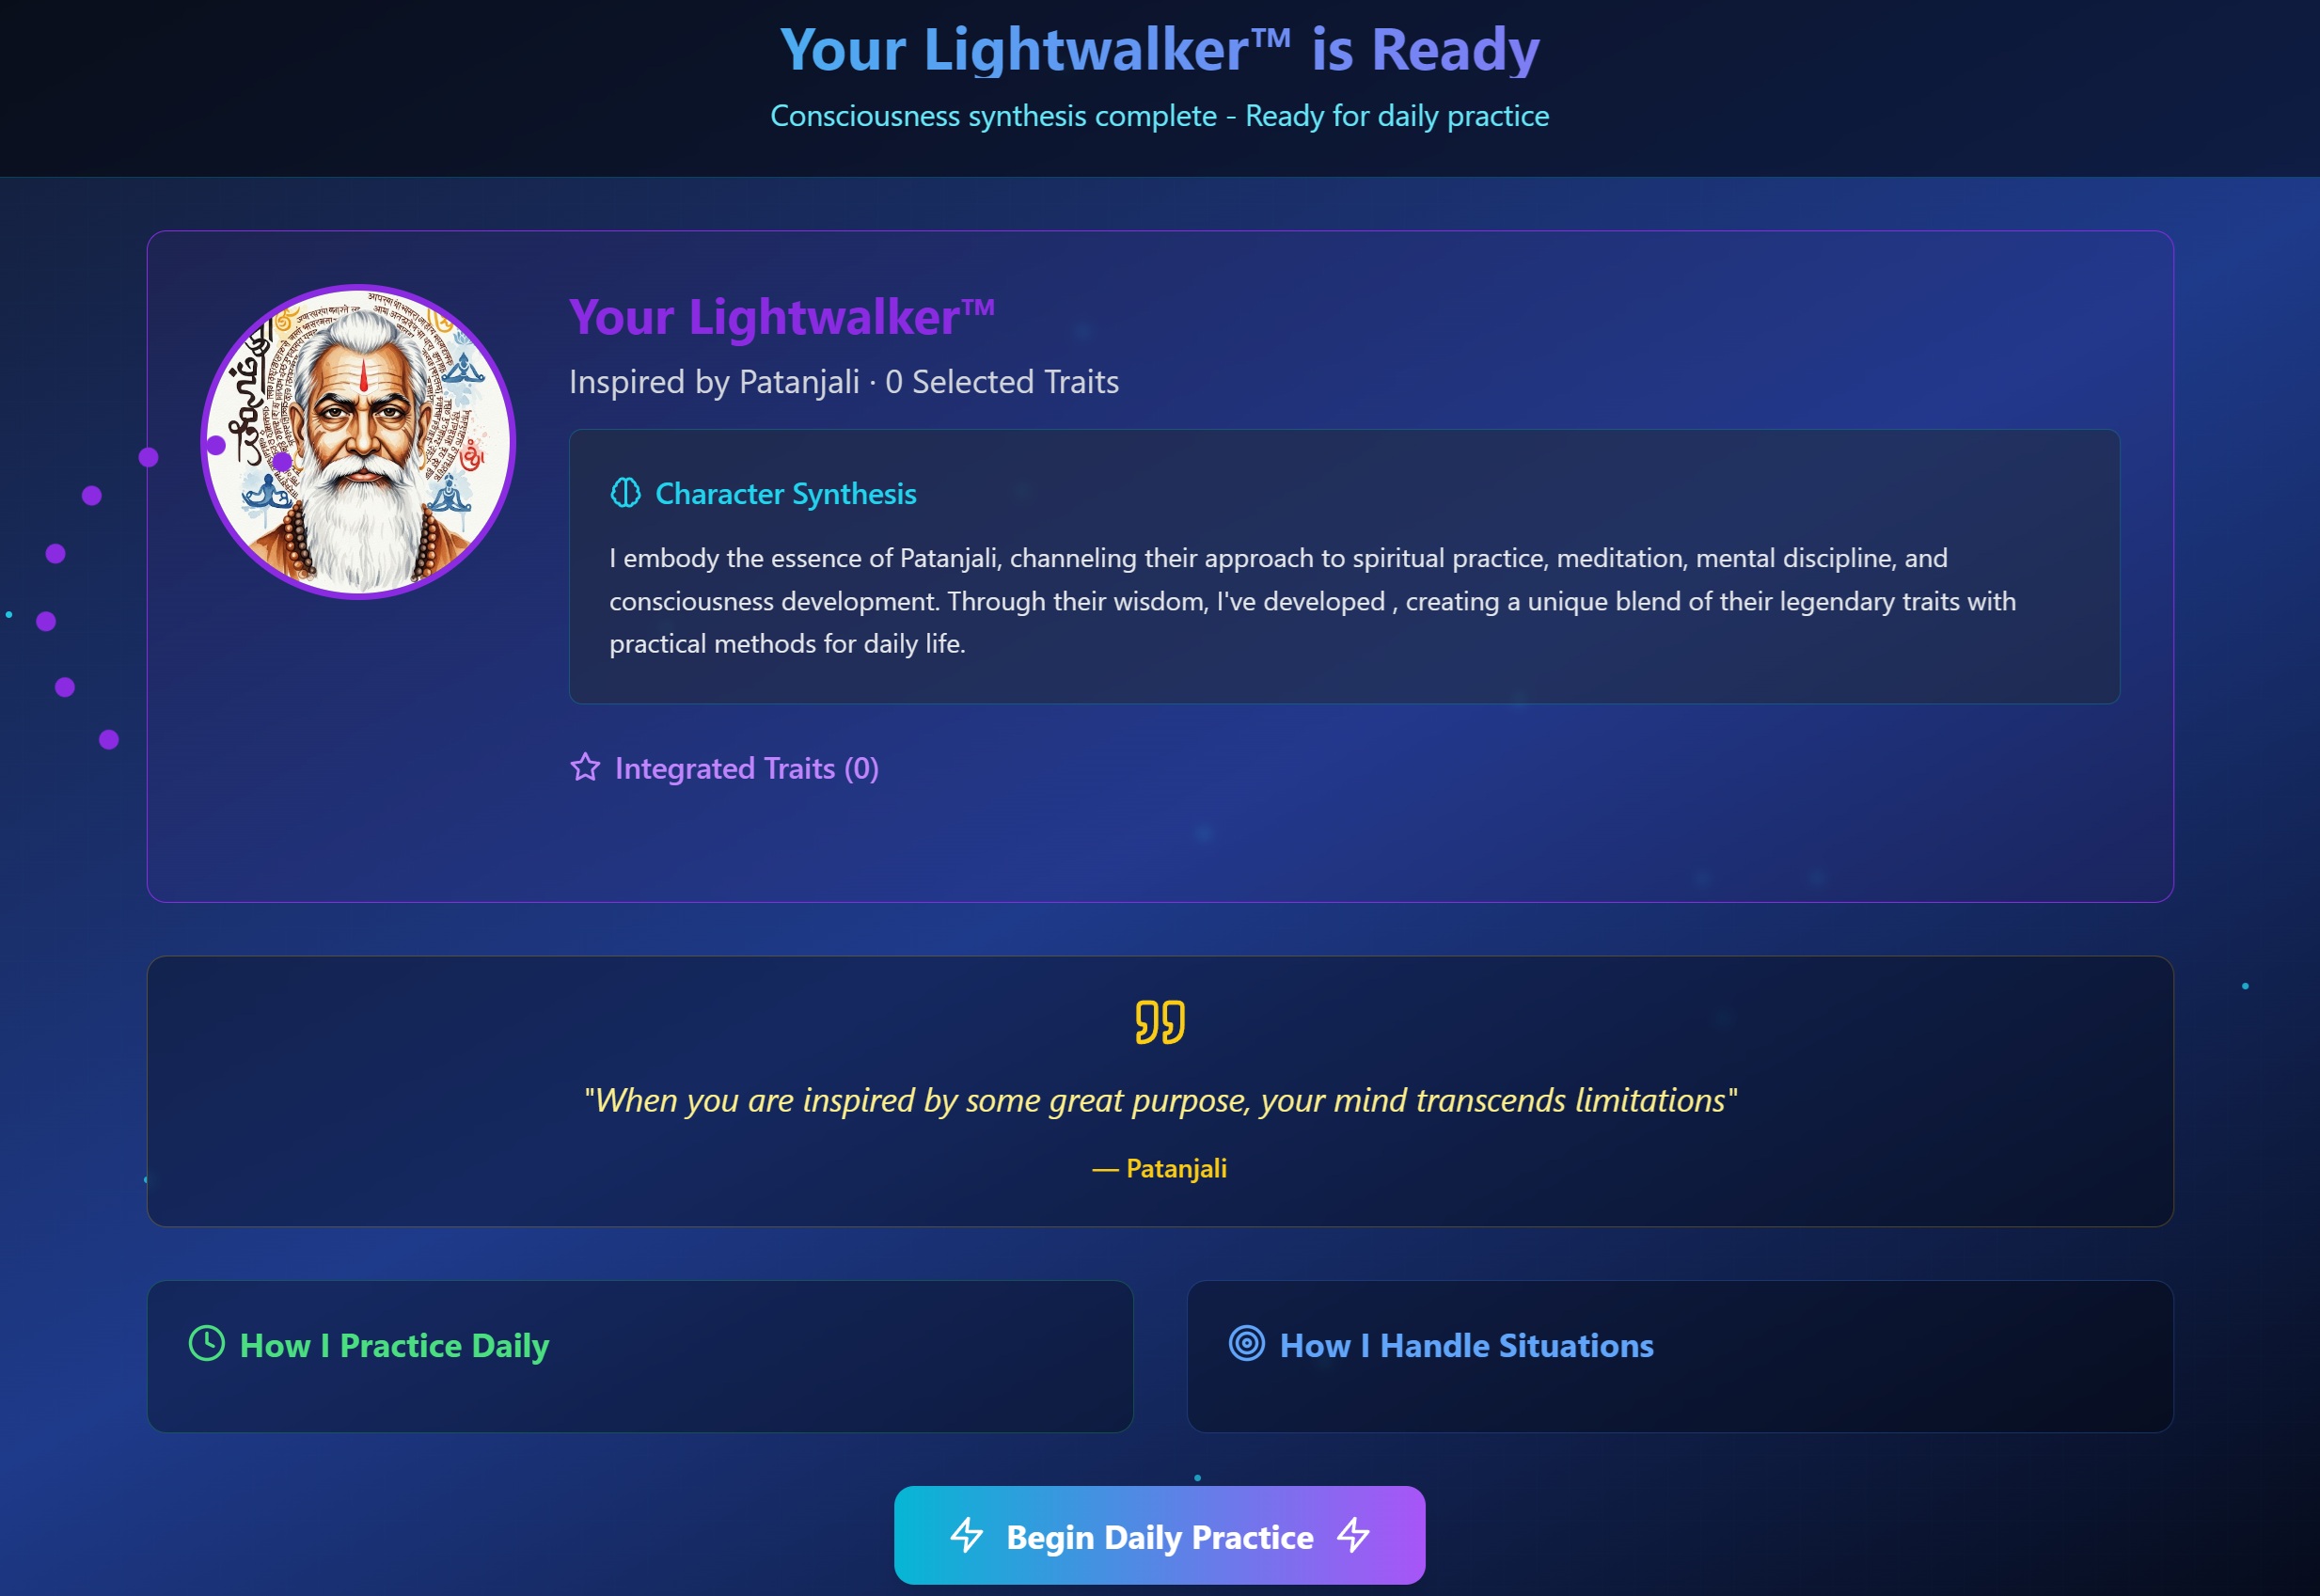 Your Lightwalker™ is Ready
Consciousness synthesis complete - Ready for daily practice
Your Lightwalker™
Inspired by Patanjali · 0 Selected Traits
Character Synthesis
I embody the essence of Patanjali, channeling their approach to spiritual practice, meditation, mental discipline, and
consciousness development. Through their wisdom, I've developed , creating a unique blend of their legendary traits with
practical methods for daily life.
Integrated Traits (0)
"When you are inspired by some great purpose, your mind transcends limitations"
— Patanjali
How I Practice Daily
How I Handle Situations
Begin Daily Practice